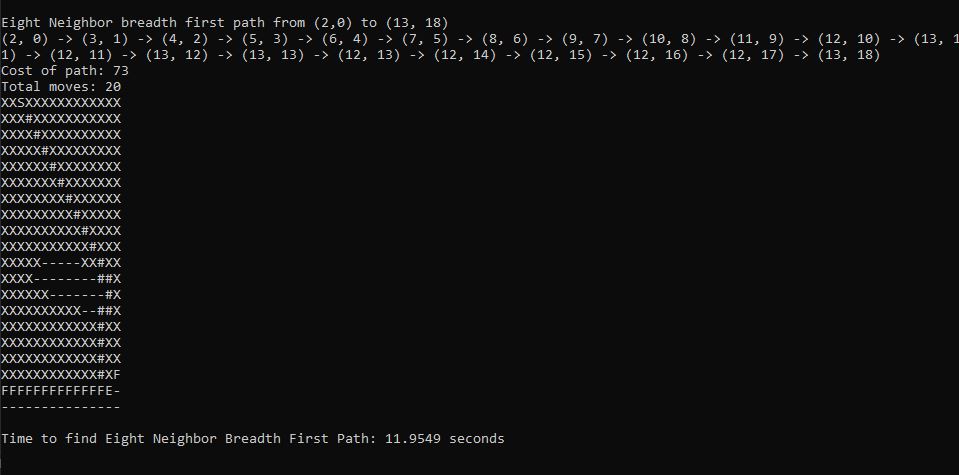 Eight Neighbor breadth first path from (2,0) to (13, 18)
(2, 0) -> (3, 1) -> (4, 2) -> (5, 3) -> (6, 4) -> (7, 5) -> (8, 6) -> (9, 7) -> (10, 8) -> (11, 9) -> (12, 10) -> (13, 1
1) -> (12, 11) -> (13, 12) -> (13, 13) -> (12, 13) -> (12, 14) -> (12, 15) -> (12, 16) -> (12, 17) -> (13, 18)
Cost of path: 73
Total moves: 20
XXSXXXXXXXXXXXX
XXX#XXXXXXXXXXX
XXXX#XXXXXXXXXX
XXXXX#XXXXXXXXX
XXXXXX#XXXXXXXX
XXXXXXX#XXXXXXX
XXXXXXXX#XXXXXX
XXXXXXXXX#XXXXX
XXXXXXXXXX#XXXX
XXXXXXXXXXX#XXX
XXXXX-----XX#XX
XXXX--------##X
XXXXXX-------#X
XXXXXXXXXX--##X
XXXXXXXXXXXX#XX
XXXXXXXXXXXX#XX
XXXXXXXXXXXX#XX
XXXXXXXXXXXX#XF
FFFFFFFFFFFFFE-
---------------
Time to find Eight Neighbor Breadth First Path: 11.9549 seconds